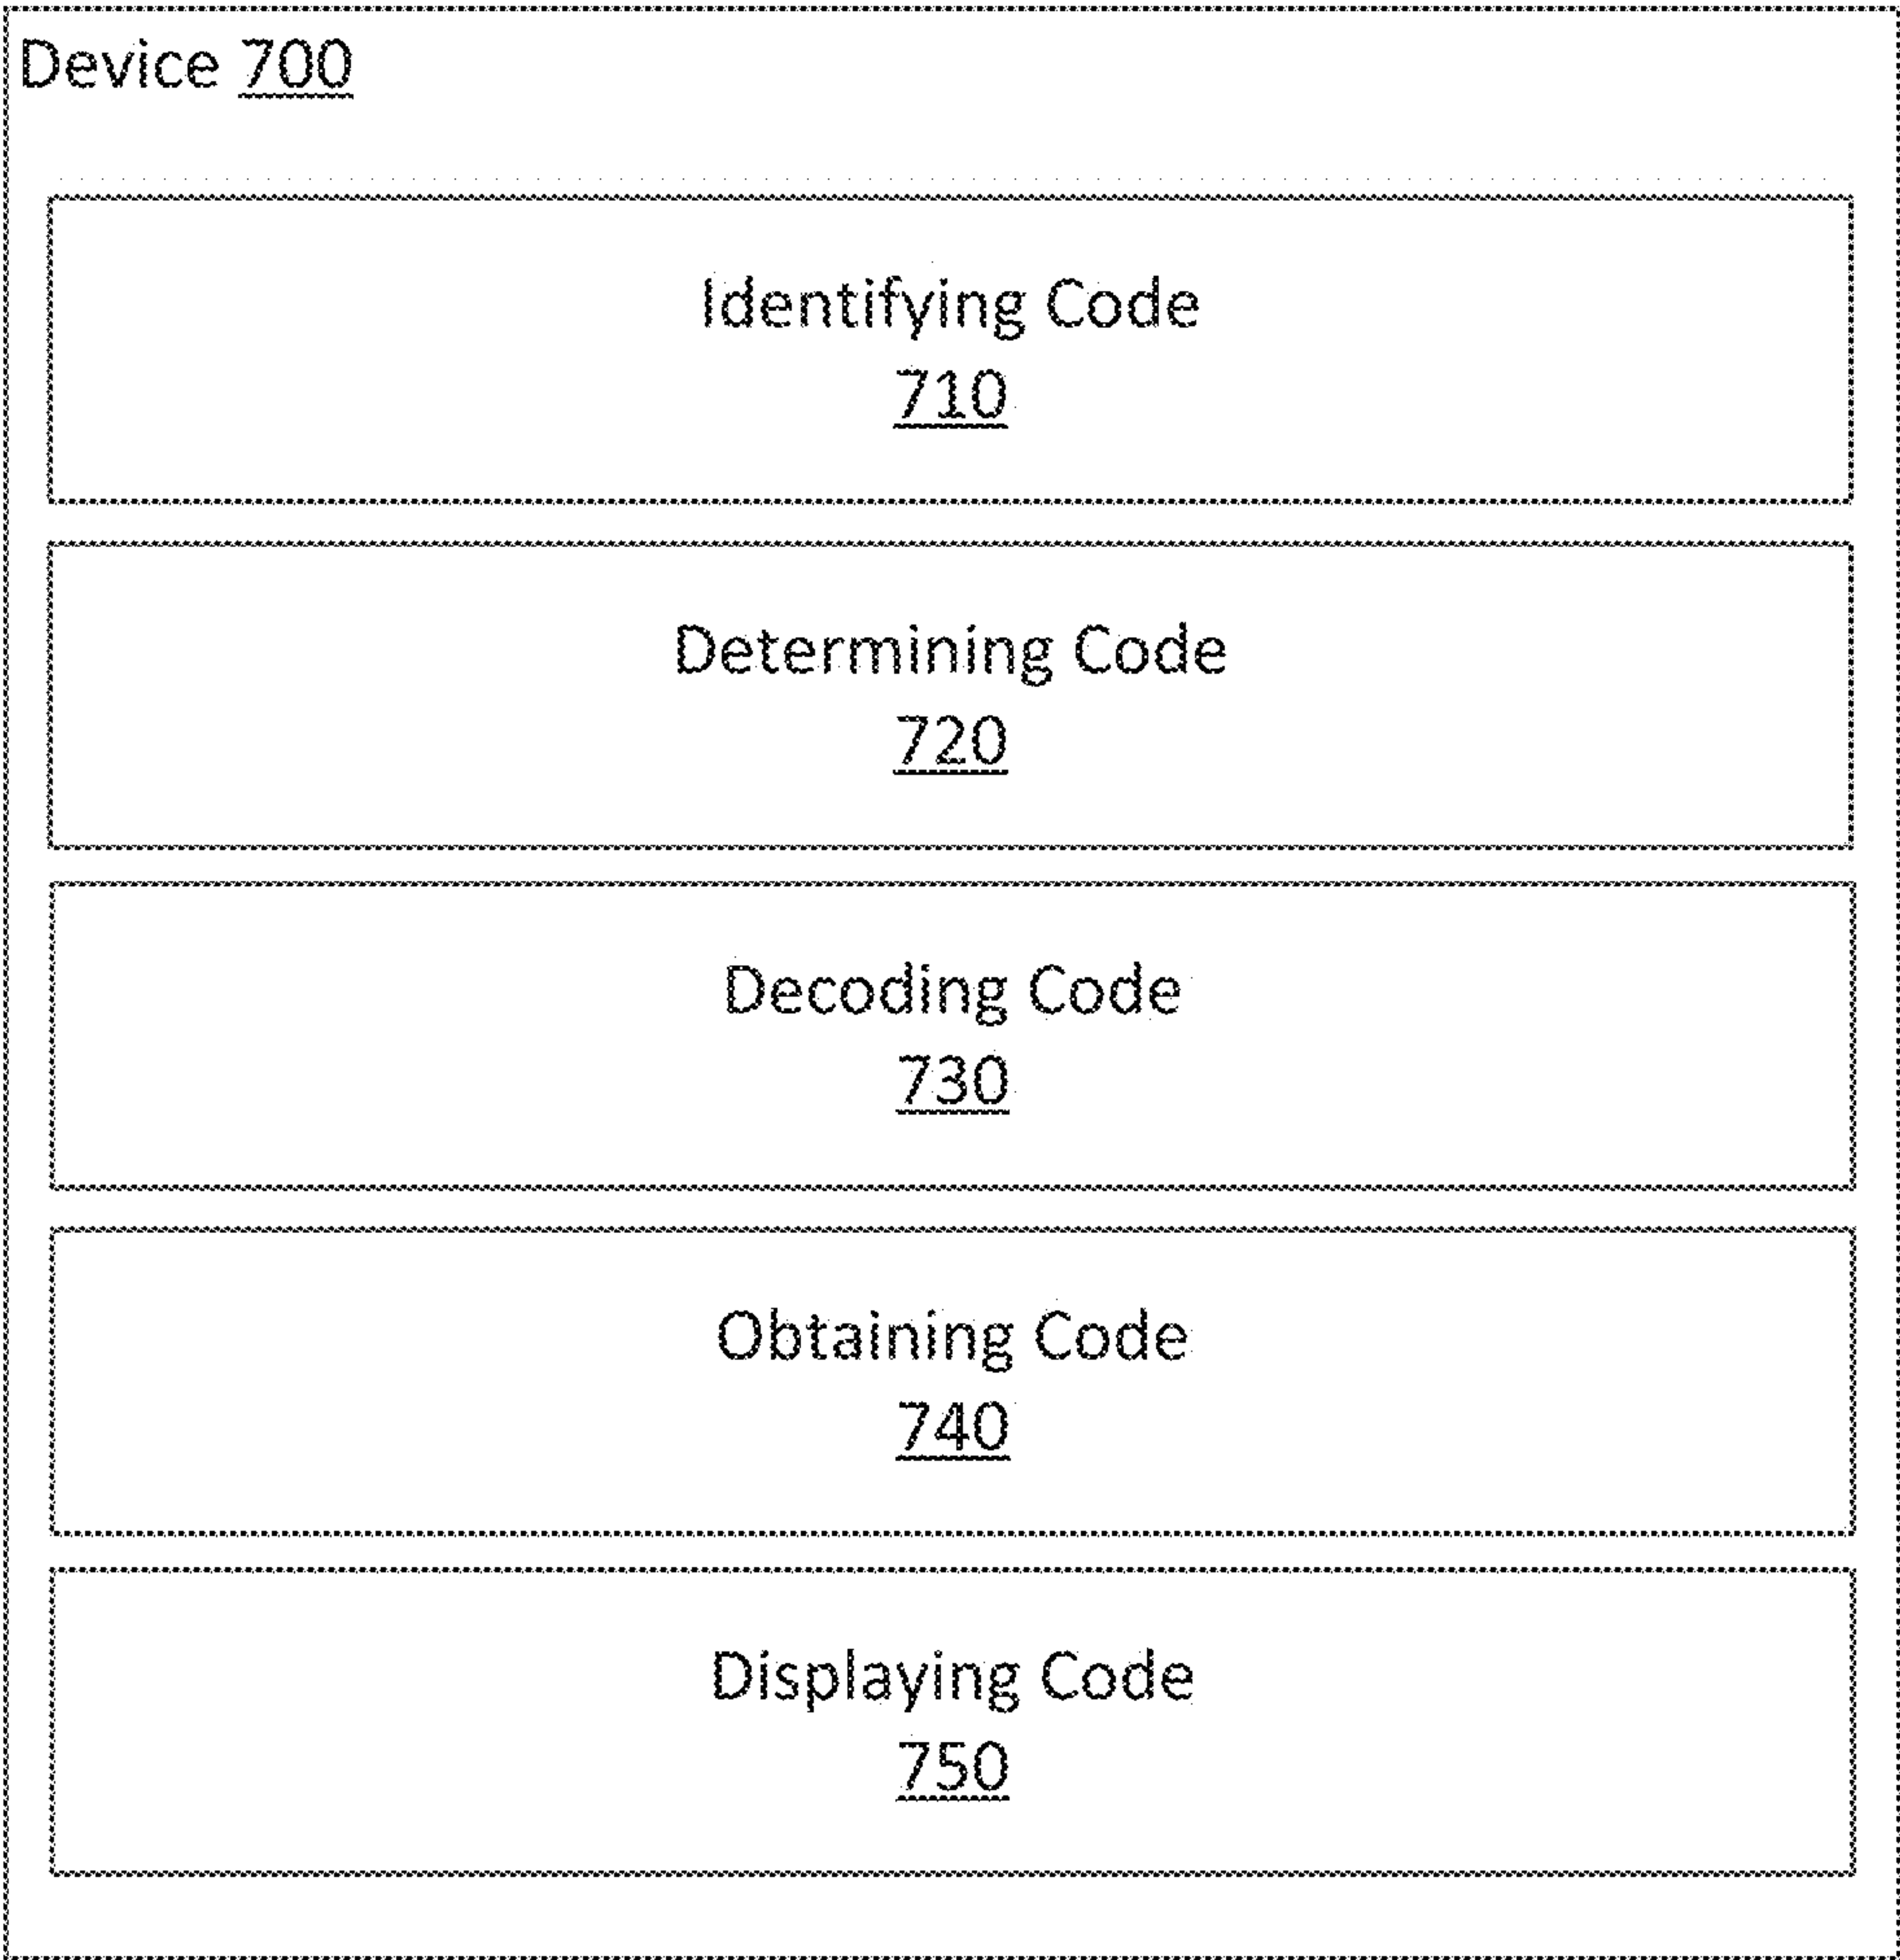 Device 700
Identifying Code
710
Determining Code
720
Decoding Code
730
Obtaining Code
740
Displaying Code
750